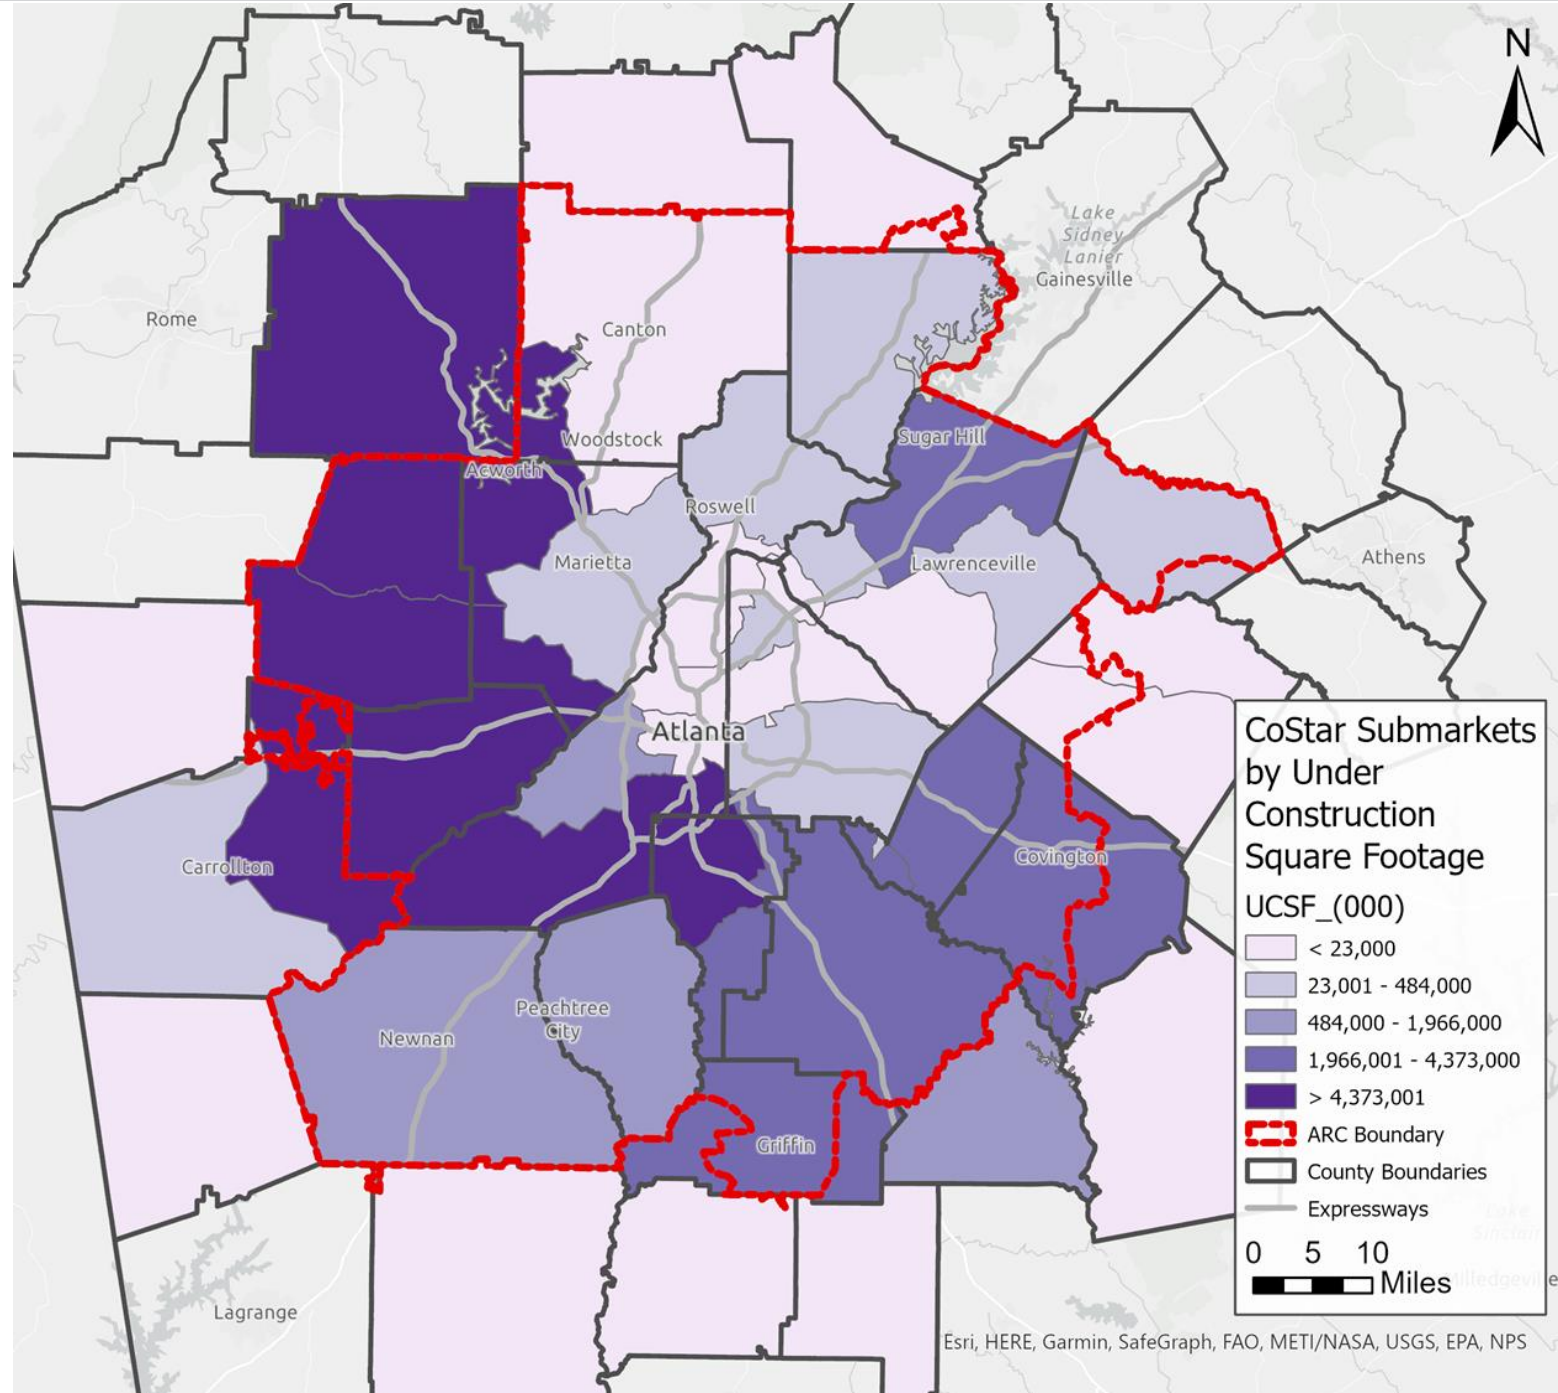 N
Lake
Sidney
Lanier
Gainesville
Rome
Canton
Woodstock
Sugar Hill
Acworth
Roswell
Marietta
Lawrenceville
Athens
Atlanta
Carrollton
Covington
Peachtree
City
Newnan
Griffin
Lagrange
CoStar Submarkets
by Under
Construction
Square Footage
UCSF_(000)
< 23,000
23,001 - 484,000
484,000 - 1,966,000
1,966,001 - 4,373,000
> 4,373,001
ARC Boundary
County Boundaries
Expressways
0 5 10
Miles
Lake
Sinclair
Milledgeville
Esri, HERE, Garmin, SafeGraph, FAO, METI/NASA, USGS, EPA, NPS